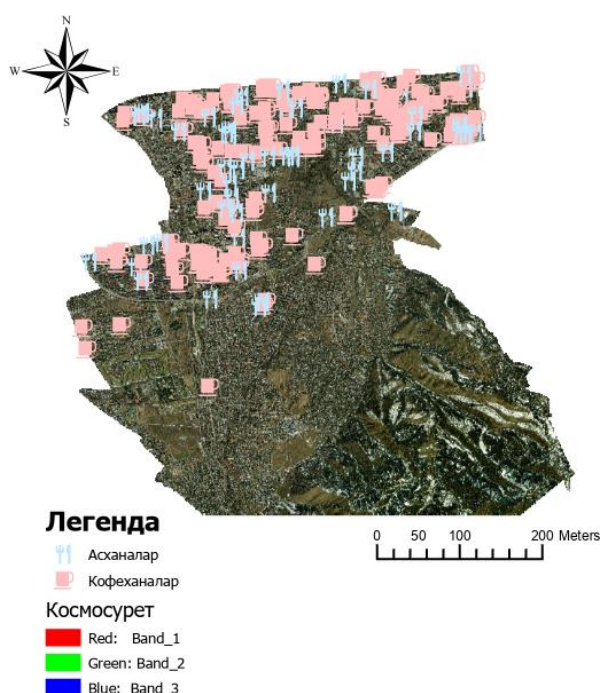 N
W E
S
0 50 100 200 Meters
Легенда
Асханалар
Кофеханалар
Космосурет
Red: Band_1
Green: Band_2
Blue: Band_3